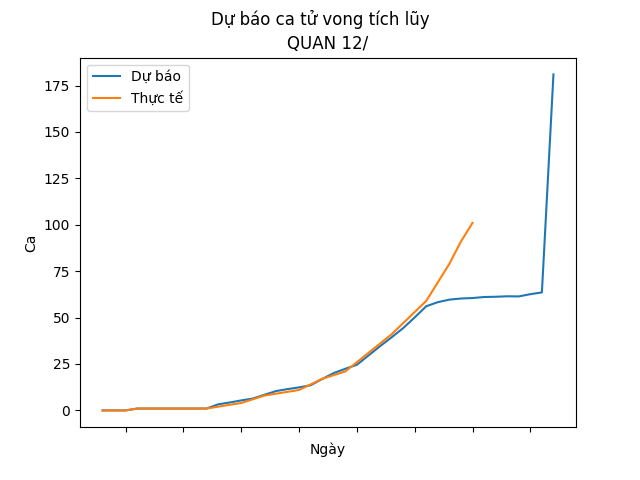 Dự báo ca tử vong tích lũy
QUAN 12/
Dự báo
Thực tế
175
150
125
100
75
50
25
0
Ca
Ngày